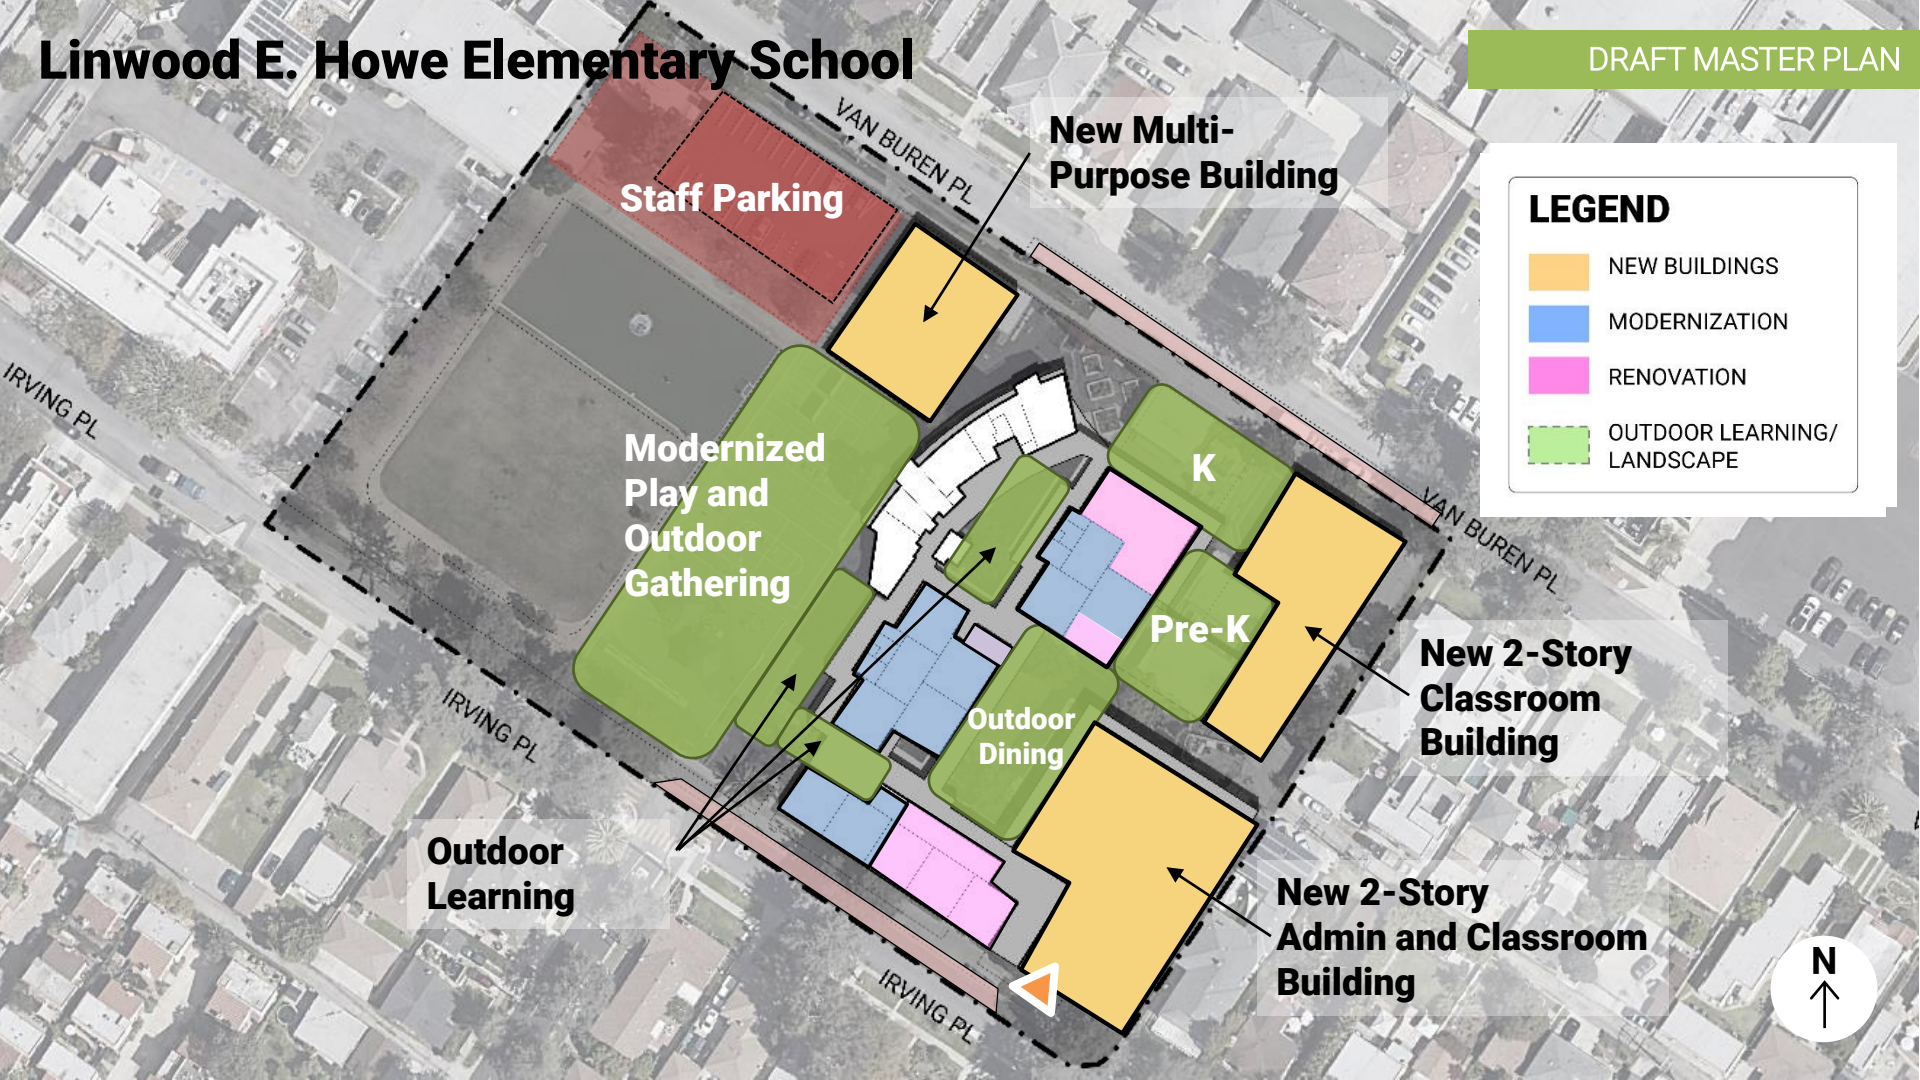 Linwood E. Howe Elementary School
DRAFT MASTER PLAN
VAN BUREN PL
New Multi-
Purpose Building
LEGEND
NEW BUILDINGS
MODERNIZATION
RENOVATION
OUTDOOR LEARNING/
LANDSCAPE
Staff Parking
IRVING PL
Modernized
Play and
Outdoor
Gathering
K
VAN BUREN PL
Pre-K
New 2-Story
Classroom
Building
IRVING PL
Outdoor
Dining
Outdoor
Learning
New 2-Story
Admin and Classroom
Building
IRVING PL
N